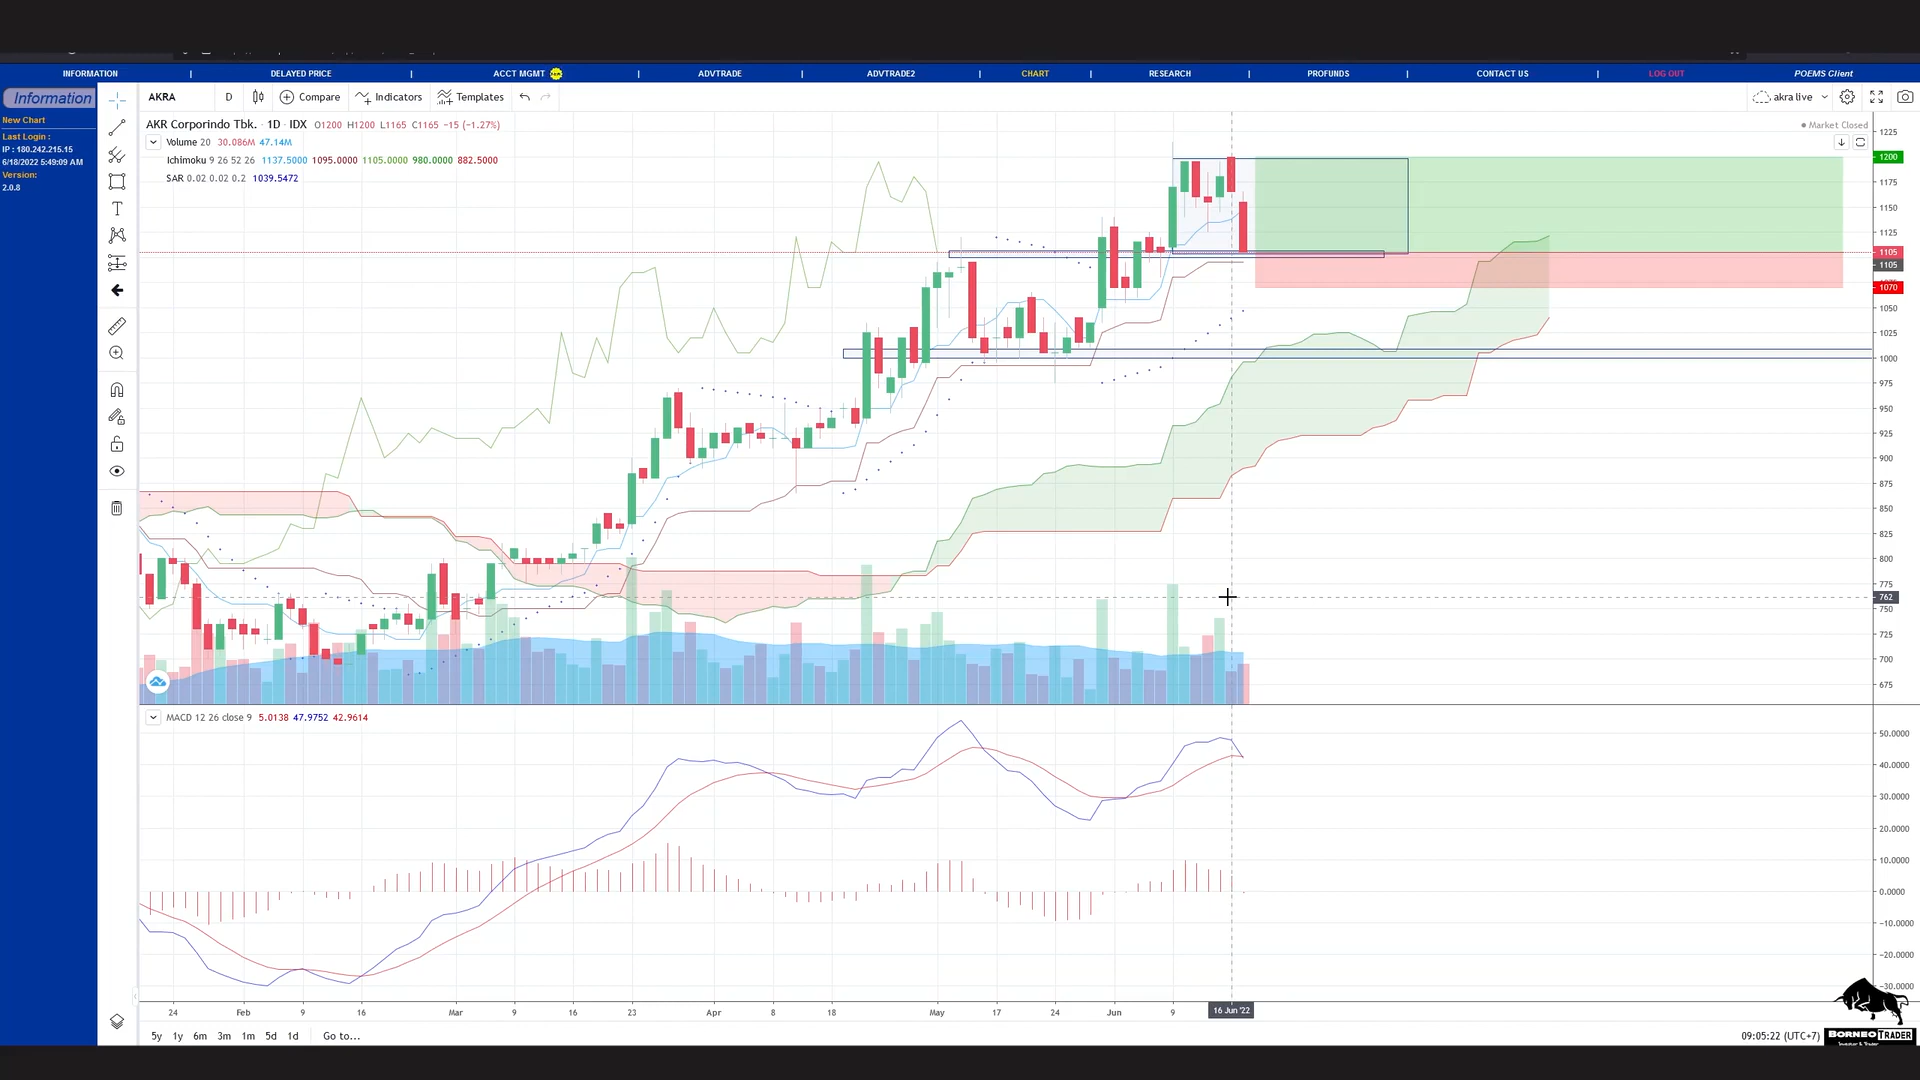 INFORMATION | DELAYED PRICE | ACCT MGMT | ADVTRADE | ADVTRADE2 | CHART | RESEARCH | PROFUNDS | CONTACT US | LOG OUT POEMS Client
Information
New Chart
Last Login :
IP : 180.242.215.15
6/18/2022 5:49:09 AM
Version:
2.0.8
AKRA D Compare Indicators Templates akra live
AKR Corporindo Tbk. · 1D · IDX O1200 H1200 L1165 C1165 −15 (−1.27%)
Market Closed
Volume 20 30.086M 47.14M
Ichimoku 9 26 52 26 1137.5000 1095.0000 1105.0000 980.0000 882.5000
SAR 0.02 0.02 0.2 1039.5472
1225
1200
1175
1150
1125
1105
1105
1070
1050
1025
1000
975
950
925
900
875
850
825
800
775
762
750
725
700
675
MACD 12 26 close 9 5.0138 47.9752 42.9614
50.0000
40.0000
30.0000
20.0000
10.0000
0.0000
−10.0000
−20.0000
−30.0000
24 Feb 9 16 Mar 9 16 23 Apr 8 18 May 17 24 Jun 9 16 Jun '22
5y 1y 6m 3m 1m 5d 1d Go to... 09:05:22 (UTC+7)
BORNEO TRADER
Investor & Trader